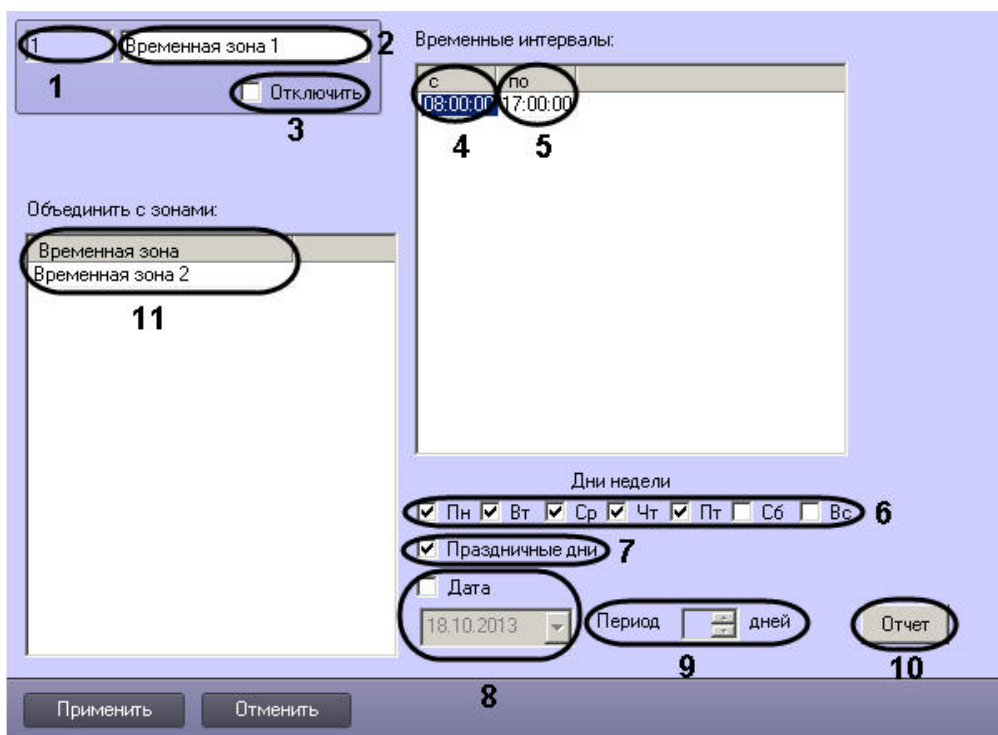 1 Временная зона 1 2
1 Отключить
3
Временные интервалы:
с по
08:00:00 17:00:00
4 5
Объединить с зонами:
Временная зона
Временная зона 2
11
Дни недели
Пн Вт Ср Чт Пт Сб Вс 6
Праздничные дни 7
Дата
18.10.2013 Период дней Отчет
8 9 10
Применить Отменить